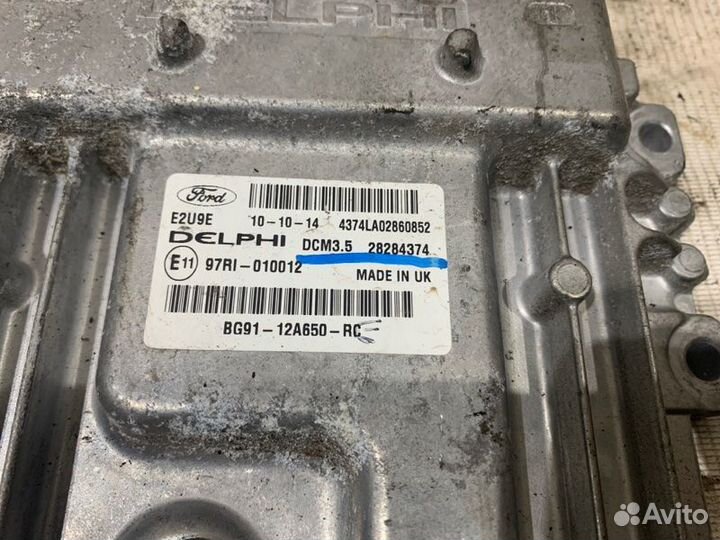 DELPHI
Ford
E2U9E 10-10-14 4374LA02860852
DELPHI DCM3.5 28284374
E11 97RI-010012 MADE IN UK
BG91-12A650-RC
Avito